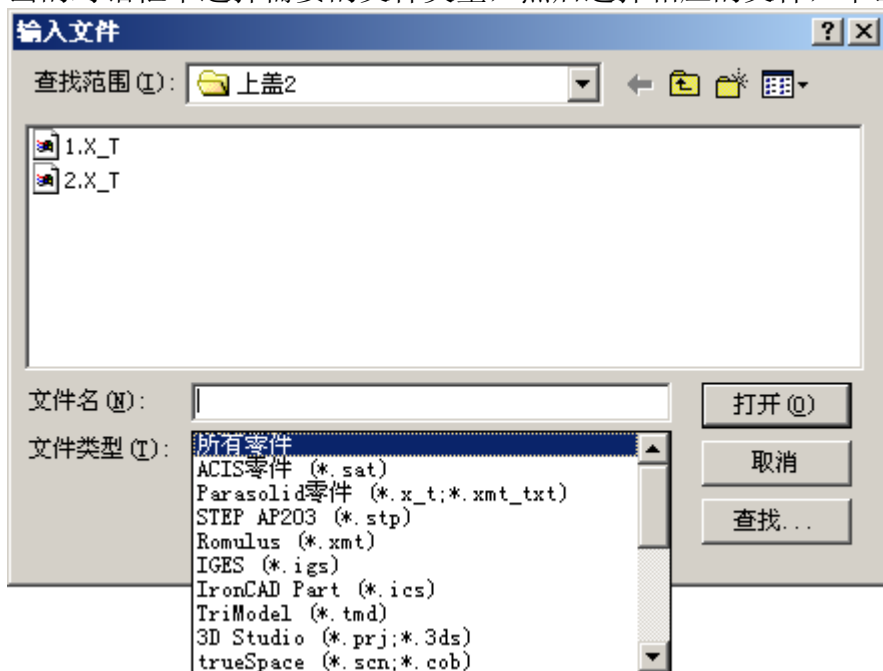 输入文件
查找范围(I): 上盖2
1.X_T
2.X_T
文件名(N):
打开(O)
文件类型(T):
所有零件
ACIS零件 (*.sat)
取消
Parasolid零件 (*.x_t;*.xmt_txt)
STEP AP203 (*.stp)
查找...
Romulus (*.xmt)
IGES (*.igs)
IronCAD Part (*.ics)
TriModel (*.tmd)
3D Studio (*.prj;*.3ds)
trueSpace (*.scn;*.cob)